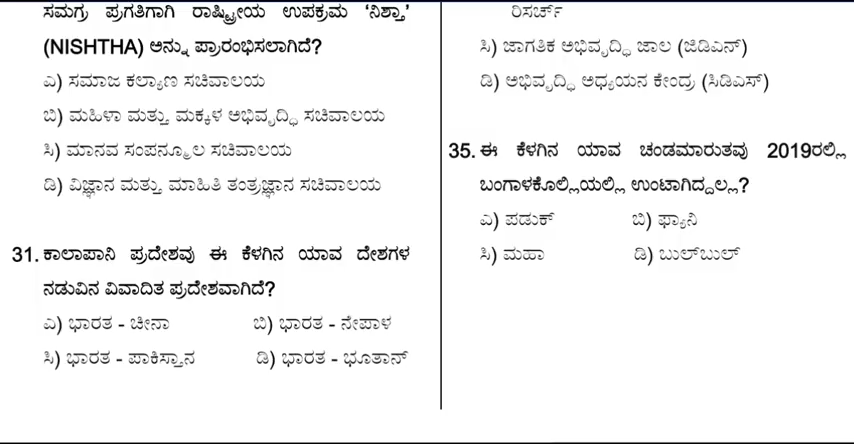 ಸಮಗ್ರ ಪ್ರಗತಿಗಾಗಿ ರಾಷ್ಟ್ರೀಯ ಉಪಕ್ರಮ 'ನಿಶ್ತಾ'
(NISHTHA) ಅನ್ನು ಪ್ರಾರಂಭಿಸಲಾಗಿದೆ?
ಎ) ಸಮಾಜ ಕಲ್ಯಾಣ ಸಚಿವಾಲಯ
ಬಿ) ಮಹಿಳಾ ಮತ್ತು ಮಕ್ಕಳ ಅಭಿವೃದ್ಧಿ ಸಚಿವಾಲಯ
ಸಿ) ಮಾನವ ಸಂಪನ್ಮೂಲ ಸಚಿವಾಲಯ
ಡಿ) ವಿಜ್ಞಾನ ಮತ್ತು ಮಾಹಿತಿ ತಂತ್ರಜ್ಞಾನ ಸಚಿವಾಲಯ
31. ಕಾಲಾಪಾನಿ ಪ್ರದೇಶವು ಈ ಕೆಳಗಿನ ಯಾವ ದೇಶಗಳ
ನಡುವಿನ ವಿವಾದಿತ ಪ್ರದೇಶವಾಗಿದೆ?
ಎ) ಭಾರತ - ಚೀನಾ ಬಿ) ಭಾರತ - ನೇಪಾಳ
ಸಿ) ಭಾರತ - ಪಾಕಿಸ್ತಾನ ಡಿ) ಭಾರತ - ಭೂತಾನ್
ರಿಸರ್ಚ್
ಸಿ) ಜಾಗತಿಕ ಅಭಿವೃದ್ಧಿ ಜಾಲ (ಜಿಡಿಎನ್)
ಡಿ) ಅಭಿವೃದ್ಧಿ ಅಧ್ಯಯನ ಕೇಂದ್ರ (ಸಿಡಿಎಸ್)
35. ಈ ಕೆಳಗಿನ ಯಾವ ಚಂಡಮಾರುತವು 2019ರಲ್ಲಿ
ಬಂಗಾಳಕೊಲ್ಲಿಯಲ್ಲಿ ಉಂಟಾಗಿದ್ದಲ್ಲ?
ಎ) ಪಬುಕ್ ಬಿ) ಫ್ಯಾನಿ
ಸಿ) ಮಹಾ ಡಿ) ಬುಲ್‌ಬುಲ್